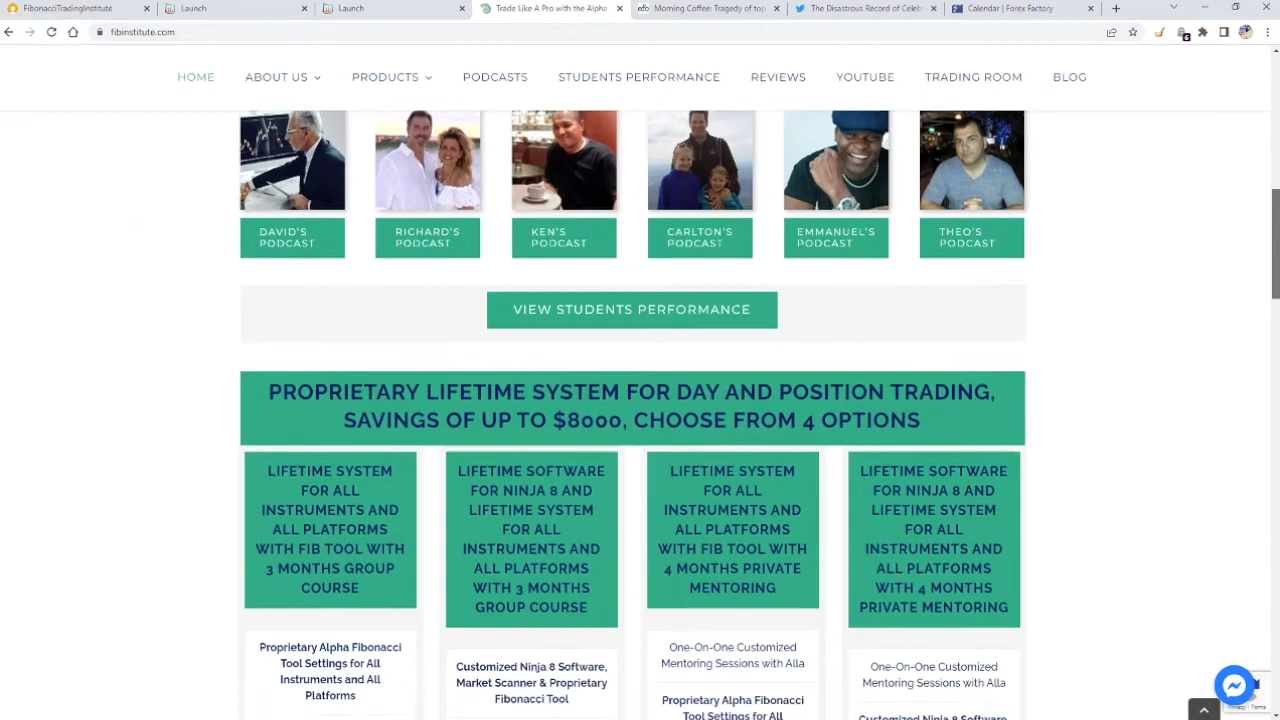 FibonacciTradingInstitute
Launch
Launch
Trade Like A Pro with the Alpha
Morning Coffee: Tragedy of top
The Disastrous Record of Celeb
Calendar | Forex Factory
fibinstitute.com
6
HOME
ABOUT US
PRODUCTS
PODCASTS
STUDENTS PERFORMANCE
REVIEWS
YOUTUBE
TRADING ROOM
BLOG
DAVID'S
PODCAST
RICHARD'S
PODCAST
KEN'S
PODCAST
CARLTON'S
PODCAST
EMMANUEL'S
PODCAST
THEO'S
PODCAST
VIEW STUDENTS PERFORMANCE
PROPRIETARY LIFETIME SYSTEM FOR DAY AND POSITION TRADING,
SAVINGS OF UP TO $8000, CHOOSE FROM 4 OPTIONS
LIFETIME SYSTEM
FOR ALL
INSTRUMENTS AND
ALL PLATFORMS
WITH FIB TOOL WITH
3 MONTHS GROUP
COURSE
Proprietary Alpha Fibonacci
Tool Settings for All
Instruments and All
Platforms
LIFETIME SOFTWARE
FOR NINJA 8 AND
LIFETIME SYSTEM
FOR ALL
INSTRUMENTS AND
ALL PLATFORMS
WITH 3 MONTHS
GROUP COURSE
Customized Ninja 8 Software,
Market Scanner & Proprietary
Fibonacci Tool
LIFETIME SYSTEM
FOR ALL
INSTRUMENTS AND
ALL PLATFORMS
WITH FIB TOOL WITH
4 MONTHS PRIVATE
MENTORING
One-On-One Customized
Mentoring Sessions with Alla
Proprietary Alpha Fibonacci
Tool Settings for All
LIFETIME SOFTWARE
FOR NINJA 8 AND
LIFETIME SYSTEM
FOR ALL
INSTRUMENTS AND
ALL PLATFORMS
WITH 4 MONTHS
PRIVATE MENTORING
One-On-One Customized
Mentoring Sessions with Alla
Customized Ninja 8 Software
Privacy - Terms